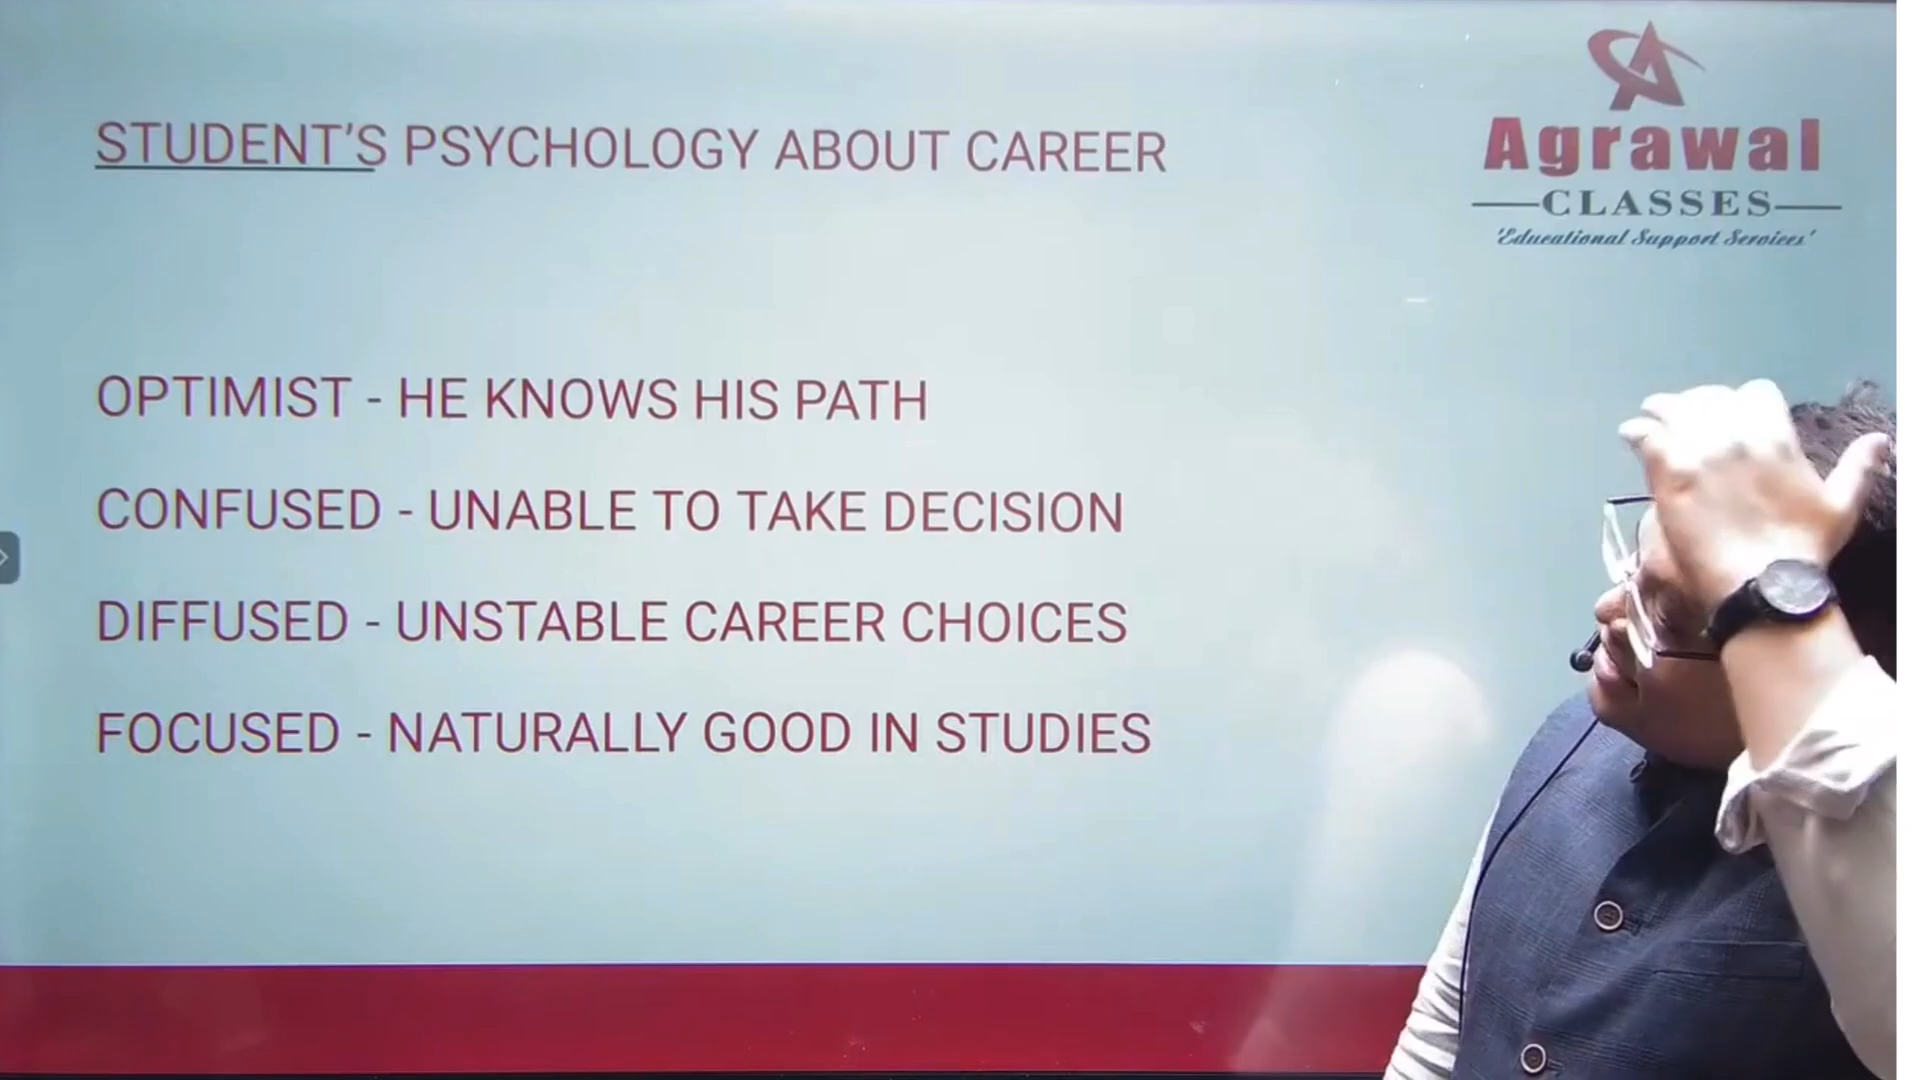 STUDENT'S PSYCHOLOGY ABOUT CAREER
Agrawal
CLASSES
'Educational Support Services'
OPTIMIST - HE KNOWS HIS PATH
CONFUSED - UNABLE TO TAKE DECISION
DIFFUSED - UNSTABLE CAREER CHOICES
FOCUSED - NATURALLY GOOD IN STUDIES